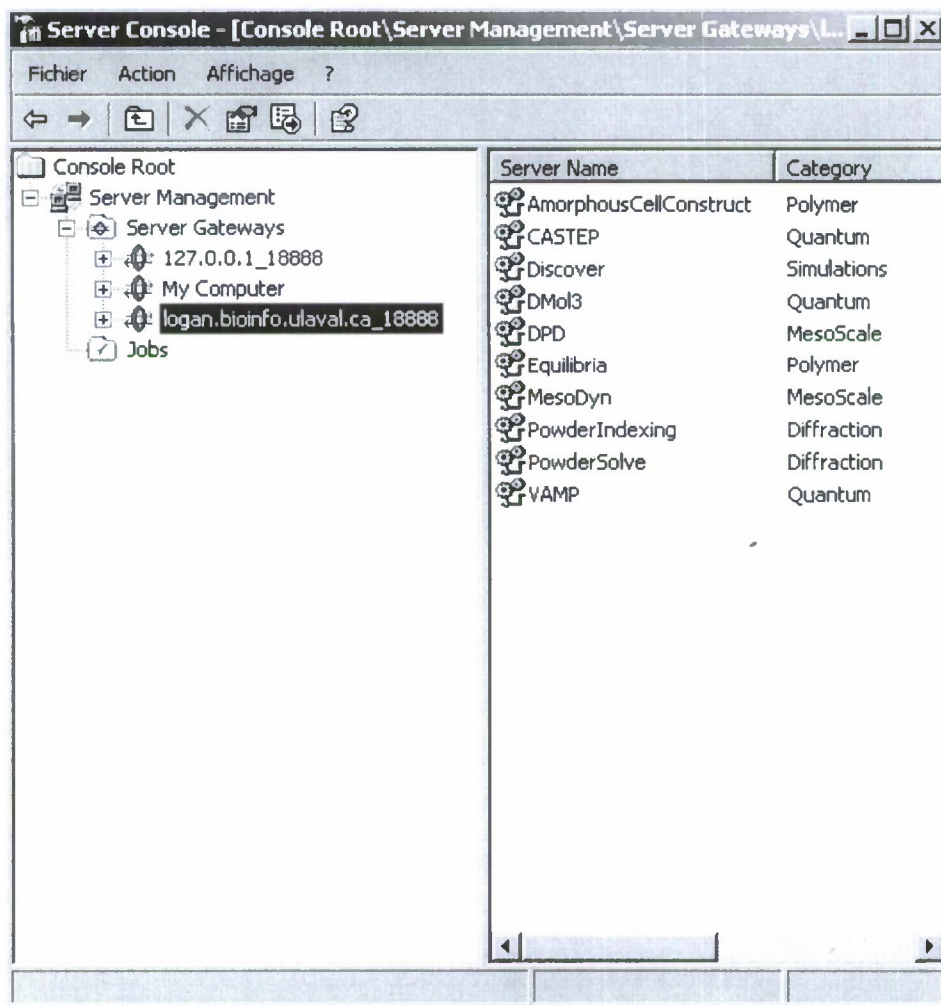 Server Console - [Console Root\Server Management\Server Gateways\l...
Fichier Action Affichage ?
Console Root
Server Management
Server Gateways
127.0.0.1_18888
My Computer
logan.bioinfo.ulaval.ca_18888
Jobs
Server Name Category
AmorphousCellConstruct Polymer
CASTEP Quantum
Discover Simulations
DMol3 Quantum
DPD MesoScale
Equilibria Polymer
MesoDyn MesoScale
PowderIndexing Diffraction
PowderSolve Diffraction
VAMP Quantum